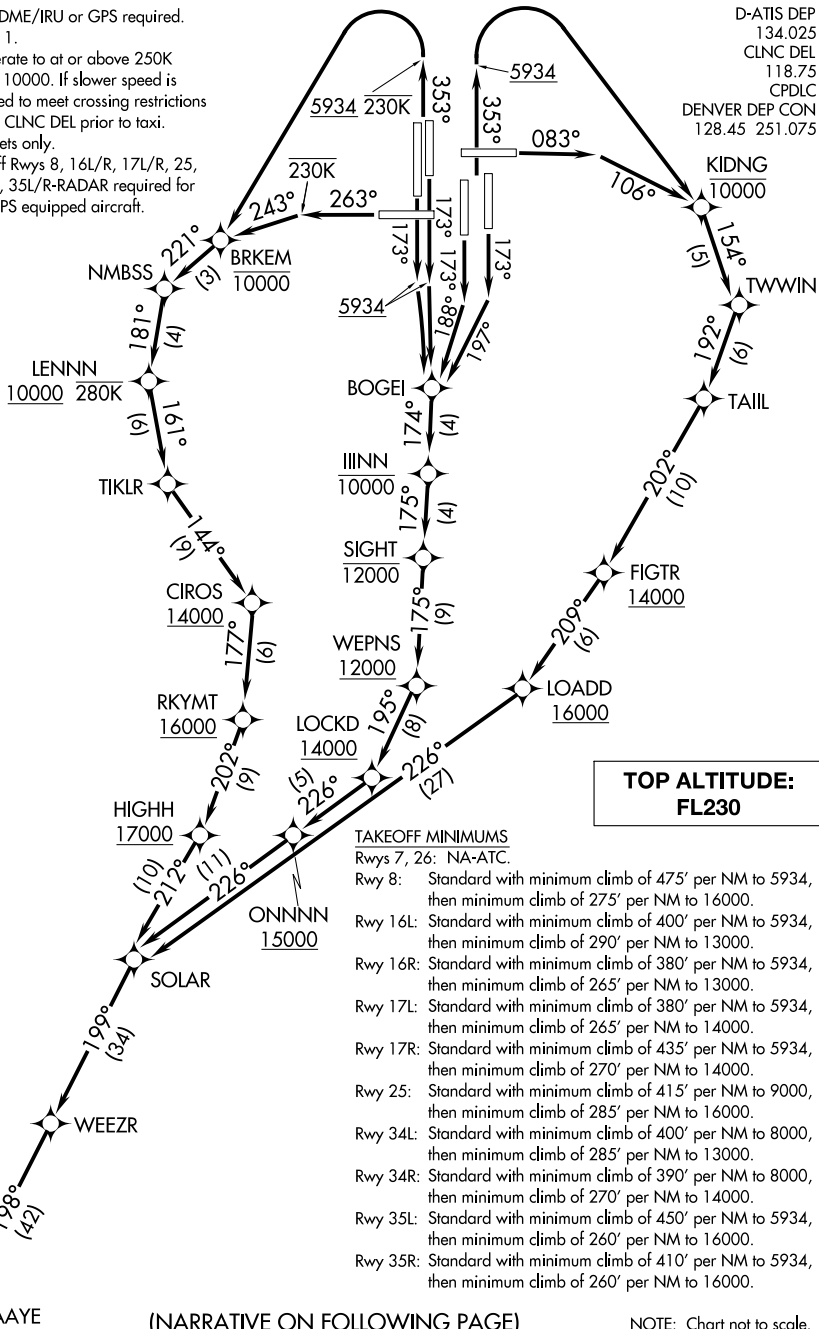 DME/IRU or GPS required.
1.
erate to at or above 250K
10000. If slower speed is
ed to meet crossing restrictions
CLNC DEL prior to taxi.
ets only.
f Rwys 8, 16L/R, 17L/R, 25,
, 35L/R-RADAR required for
PS equipped aircraft.
D-ATIS DEP
134.025
CLNC DEL
118.75
CPDLC
DENVER DEP CON
128.45 251.075
5934 230K
353°
5934
353°
083°
106°
KIDNG
10000
230K
243°
263°
221°
(3)
BRKEM
10000
NMBSS
173°
173°
173°
173°
5934
188°
197°
154°
(5)
TWWIN
181°
(4)
192°
(6)
LENNN
10000 280K
BOGEI
TAIIL
161°
(9)
174°
(4)
202°
(10)
TIKLR
IIINN
10000
175°
(4)
144°
(9)
SIGHT
12000
FIGTR
14000
CIROS
14000
175°
(9)
209°
(6)
177°
(6)
WEPNS
12000
LOADD
16000
RKYMT
16000
195°
(8)
LOCKD
14000
226°
(27)
202°
(9)
(5)
226°
TOP ALTITUDE:
FL230
HIGHH
17000
(10)
212°
(11)
226°
ONNNN
15000
SOLAR
199°
(34)
WEEZR
198°
(42)
TAKEOFF MINIMUMS
Rwys 7, 26: NA-ATC.
Rwy 8: Standard with minimum climb of 475' per NM to 5934,
then minimum climb of 275' per NM to 16000.
Rwy 16L: Standard with minimum climb of 400' per NM to 5934,
then minimum climb of 290' per NM to 13000.
Rwy 16R: Standard with minimum climb of 380' per NM to 5934,
then minimum climb of 265' per NM to 13000.
Rwy 17L: Standard with minimum climb of 380' per NM to 5934,
then minimum climb of 265' per NM to 14000.
Rwy 17R: Standard with minimum climb of 435' per NM to 5934,
then minimum climb of 270' per NM to 14000.
Rwy 25: Standard with minimum climb of 415' to 9000,
then minimum climb of 285' per NM to 16000.
Rwy 34L: Standard with minimum climb of 400' per NM to 8000,
then minimum climb of 285' per NM to 13000.
Rwy 34R: Standard with minimum climb of 390' per NM to 8000,
then minimum climb of 270' per NM to 14000.
Rwy 35L: Standard with minimum climb of 450' per NM to 5934,
then minimum climb of 260' per NM to 16000.
Rwy 35R: Standard with minimum climb of 410' per NM to 5934,
then minimum climb of 260' per NM to 16000.
AAYE
(NARRATIVE ON FOLLOWING PAGE)
NOTE: Chart not to scale.